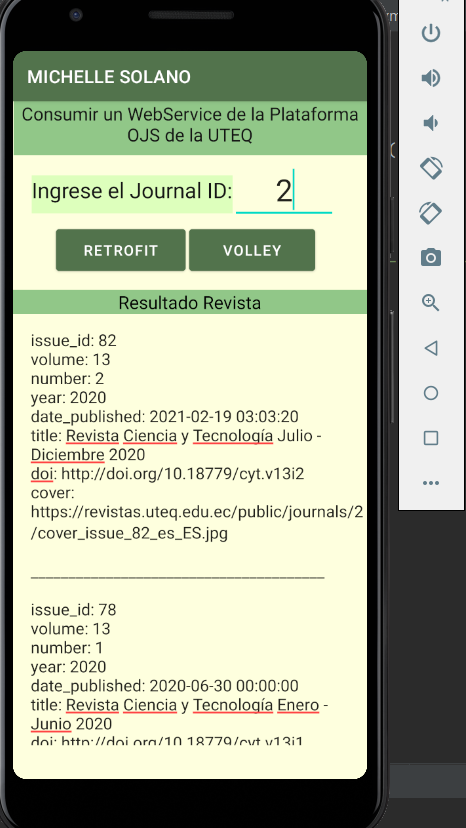 MICHELLE SOLANO
Consumir un WebService de la Plataforma
OJS de la UTEQ
Ingrese el Journal ID:
2
RETROFIT
VOLLEY
Resultado Revista
issue_id: 82
volume: 13
number: 2
year: 2020
date_published: 2021-02-19 03:03:20
title: Revista Ciencia y Tecnología Julio -
Diciembre 2020
doi: http://doi.org/10.18779/cyt.v13i2
cover:
https://revistas.uteq.edu.ec/public/journals/2
/cover_issue_82_es_ES.jpg
_______________________________________
issue_id: 78
volume: 13
number: 1
year: 2020
date_published: 2020-06-30 00:00:00
title: Revista Ciencia y Tecnología Enero -
Junio 2020
doi: http://doi.org/10.18779/cyt.v13i1